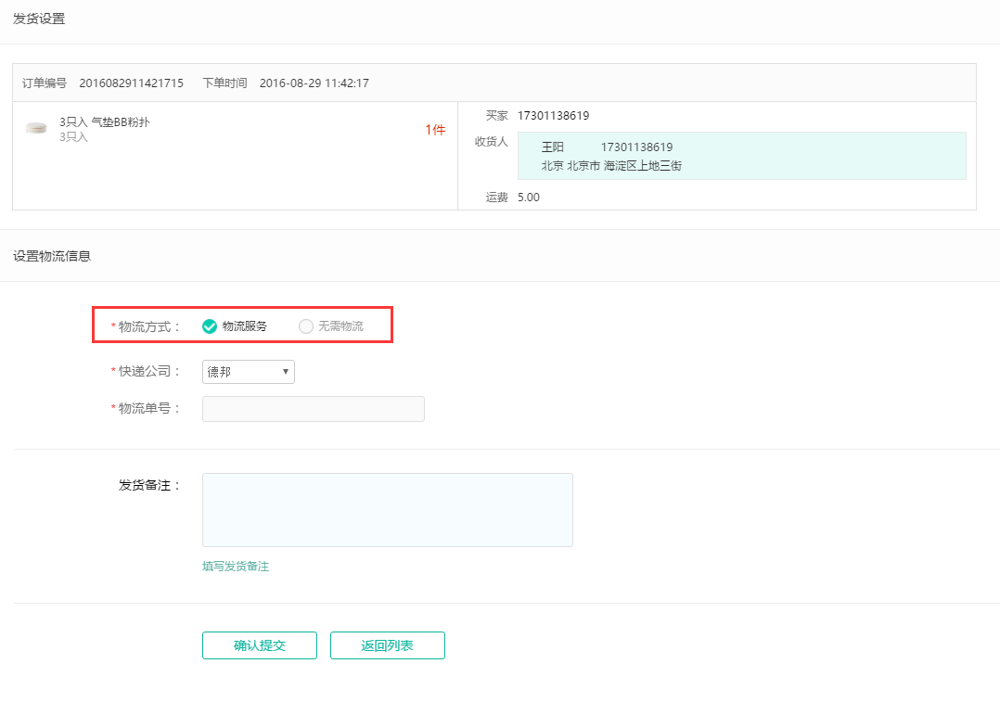 发货设置
订单编号 2016082911421715 下单时间 2016-08-29 11:42:17
3只入 气垫BB粉扑
3只入
1件
买家 17301138619
收货人 王阳 17301138619
北京 北京市 海淀区上地三街
运费 5.00
设置物流信息
*物流方式： 物流服务 无需物流
*快递公司： 德邦
*物流单号：
发货备注：
填写发货备注
确认提交 返回列表